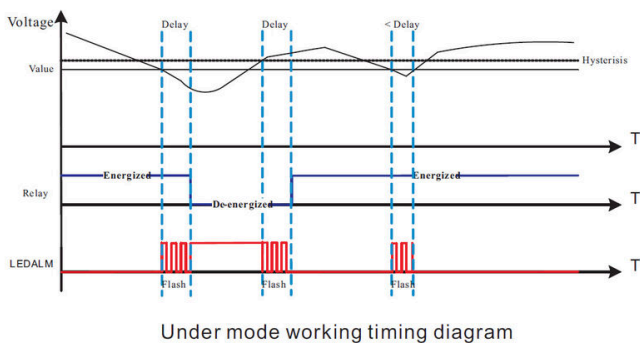 Voltage
Delay Delay < Delay
Hysterisis
Value
T
Energized Energized
Relay
T
De-energized
LEDALM
T
Flash Flash Flash
Under mode working timing diagram